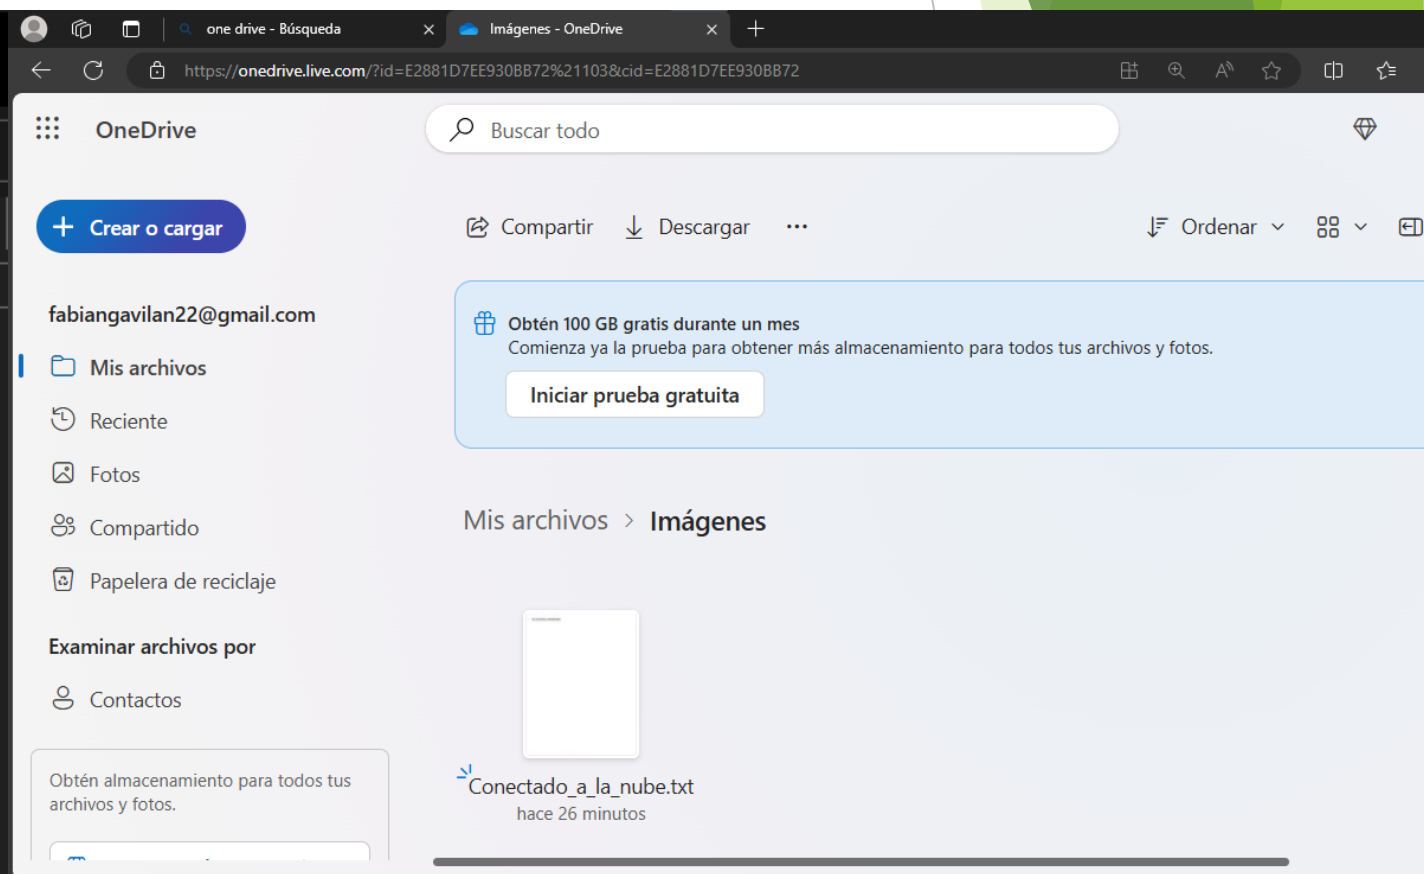 one drive - Búsqueda
Imágenes - OneDrive
https://onedrive.live.com/?id=E2881D7EE930BB72%21103&cid=E2881D7EE930BB72
OneDrive
Buscar todo
Crear o cargar
Compartir
Descargar
Ordenar
fabiangavilan22@gmail.com
Mis archivos
Reciente
Fotos
Compartido
Papelera de reciclaje
Examinar archivos por
Contactos
Obtén almacenamiento para todos tus
archivos y fotos.
Obtén 100 GB gratis durante un mes
Comienza ya la prueba para obtener más almacenamiento para todos tus archivos y fotos.
Iniciar prueba gratuita
Mis archivos > Imágenes
Conectado_a_la_nube.txt
hace 26 minutos